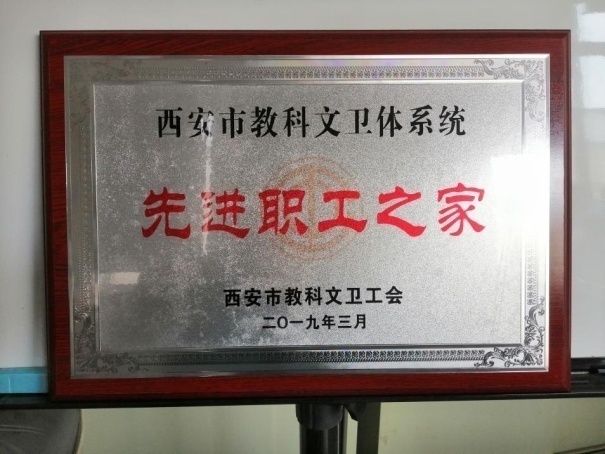 西安市教科文卫体系统
先进职工之家
西安市教科文卫工会
二〇一九年三月